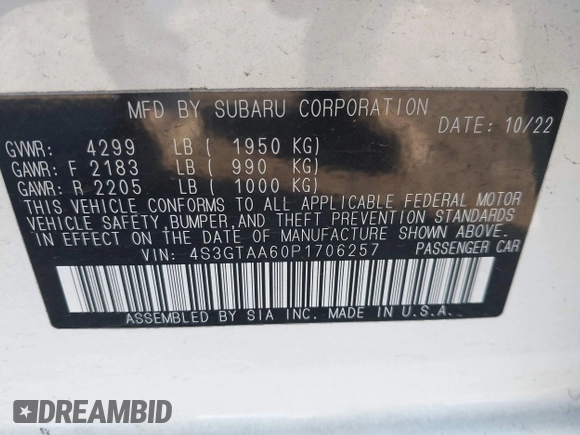 MFD BY SUBARU CORPORATION
DATE: 10/22
GVWR: 4299 LB ( 1950 KG)
GAWR: F 2183 LB ( 990 KG)
GAWR: R 2205 LB ( 1000 KG)
THIS VEHICLE CONFORMS TO ALL APPLICABLE FEDERAL MOTOR
VEHICLE SAFETY,BUMPER,AND THEFT PREVENTION STANDARDS
IN EFFECT ON THE DATE OF MANUFACTURE SHOWN ABOVE.
VIN: 4S3GTAA60P1706257 PASSENGER CAR
ASSEMBLED BY SIA INC. MADE IN U.S.A.
DREAMBID